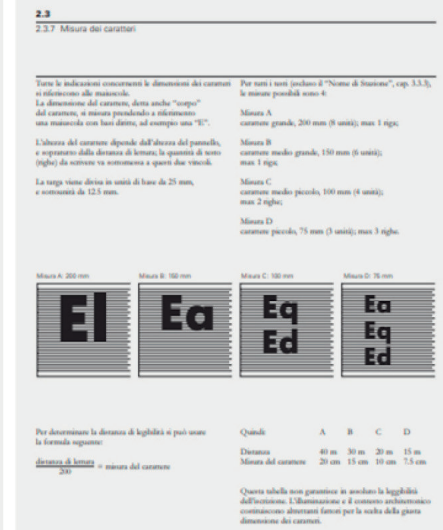 2.3
2.3.7 Misura dei caratteri
Tutte le indicazioni concernenti le dimensioni dei caratteri
si riferiscono alle maiuscole.
La dimensione del carattere, detta anche "corpo"
del carattere, si misura prendendo a riferimento
una maiuscola con basi diritte, ad esempio una "E".
L'altezza del carattere dipende dall'altezza del pannello,
e soprattutto dalla distanza di lettura; la quantità di testo
(righe) da scrivere va sottomessa a questi due vincoli.
La targa viene divisa in unità di base da 25 mm,
e sottounità da 12.5 mm.
Per tutti i testi (escluso il "Nome di Stazione", cap. 3.3.3),
le misure possibili sono 4:
Misura A
carattere grande, 200 mm (8 unità); max 1 riga;
Misura B
carattere medio grande, 150 mm (6 unità);
max 1 riga;
Misura C
carattere medio piccolo, 100 mm (4 unità);
max 2 righe;
Misura D
carattere piccolo, 75 mm (3 unità); max 3 righe.
Misura A: 200 mm
El
Misura B: 150 mm
Ea
Misura C: 100 mm
Eq
Ed
Misura D: 75 mm
Ea
Eq
Ed
Per determinare la distanza di legibilità si può usare
la formula seguente:
distanza di lettura
200
= misura del carattere
Quindi: A B C D
Distanza 40 m 30 m 20 m 15 m
Misura del carattere 20 cm 15 cm 10 cm 7.5 cm
Questa tabella non garantisce in assoluto la leggibilità
dell'iscrizione. L'illuminazione e il contesto architettonico
costituiscono altrettanti fattori per la scelta della giusta
dimensione dei caratteri.